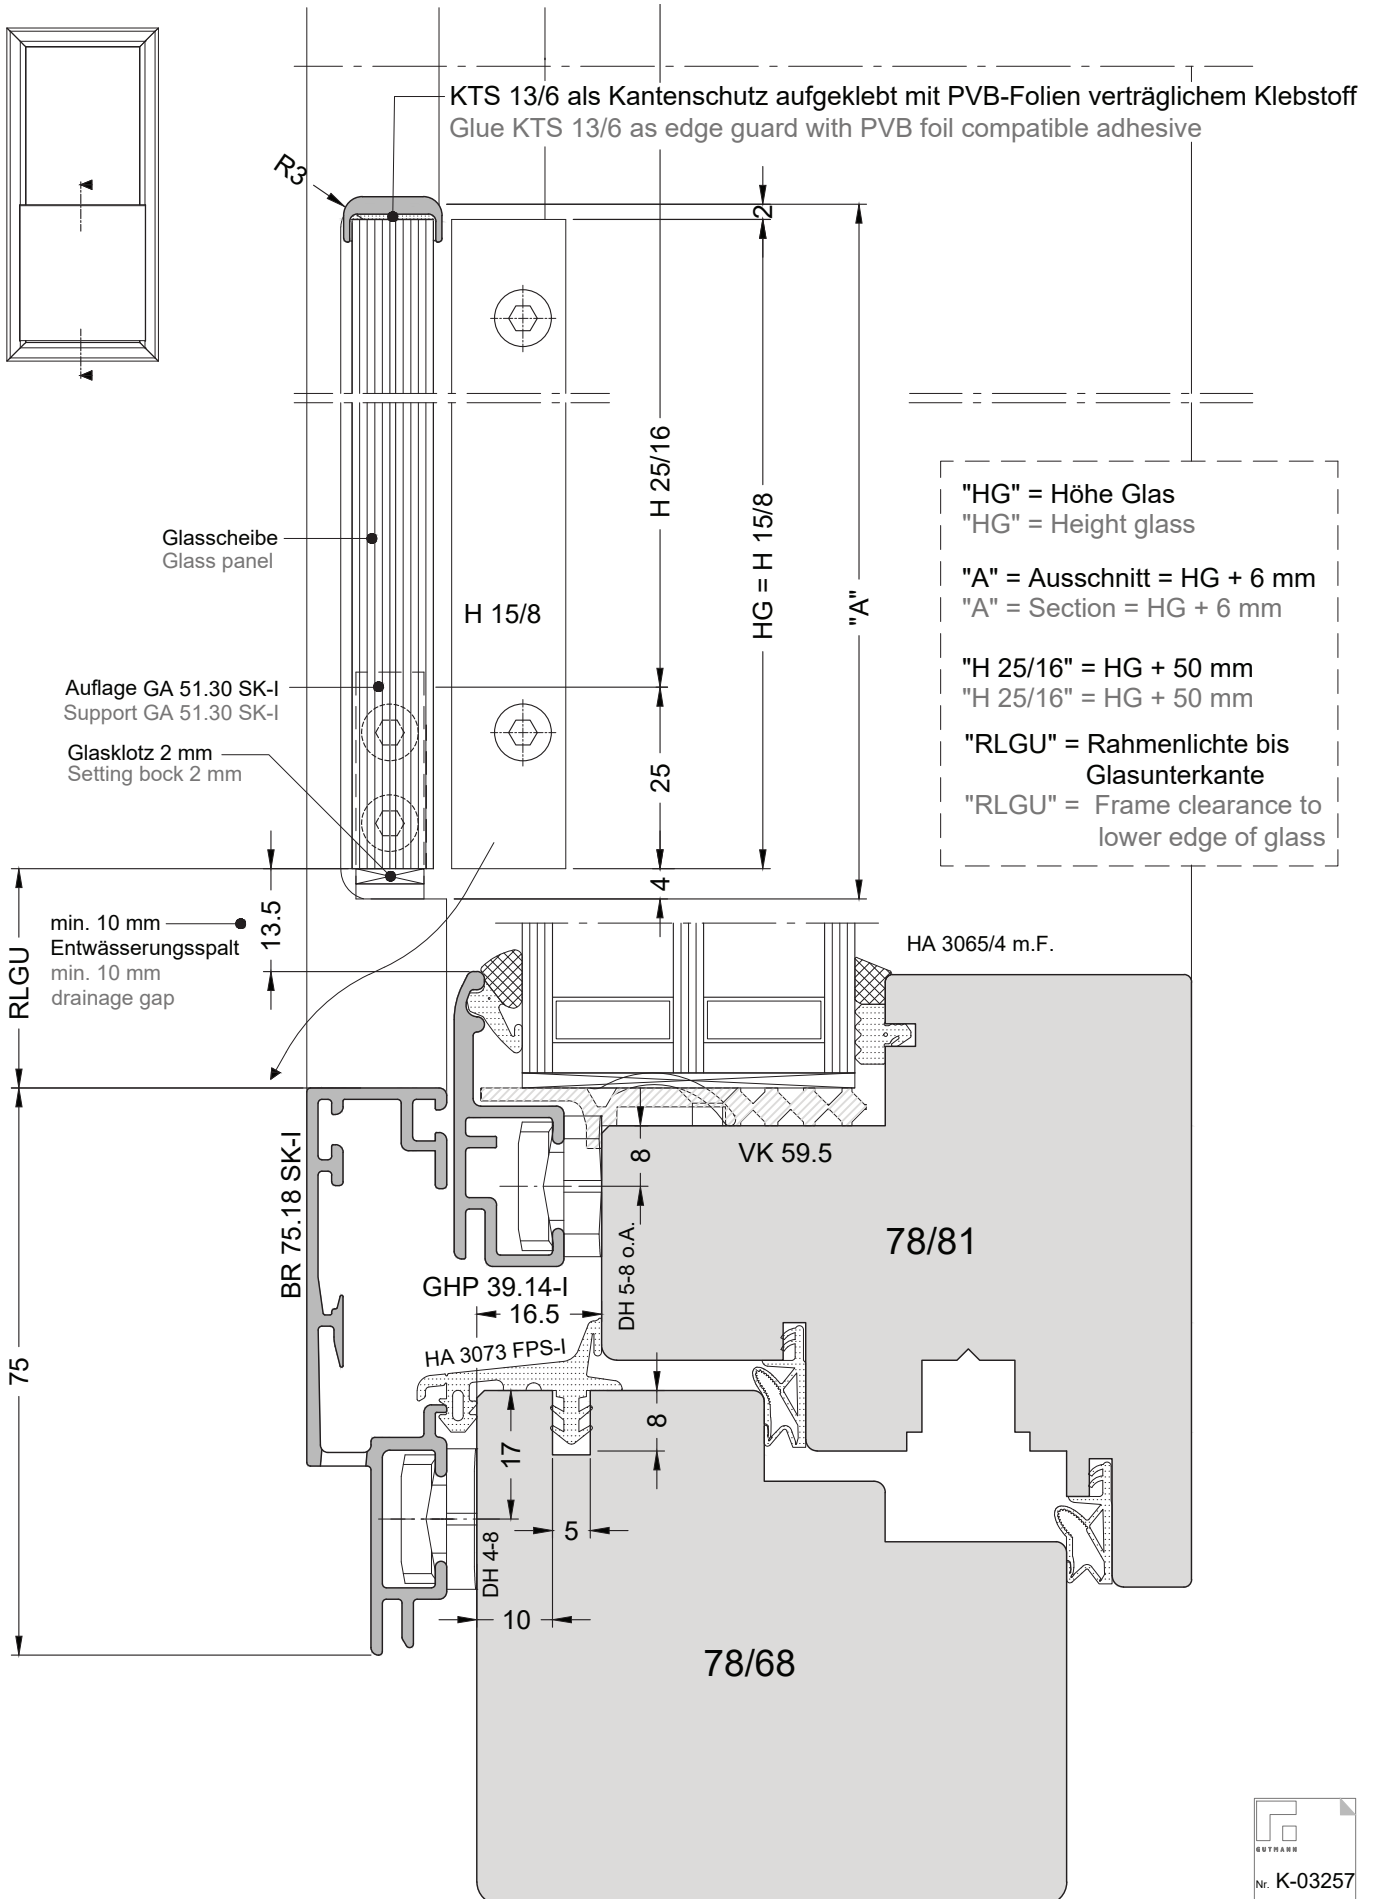 KTS 13/6 als Kantenschutz aufgeklebt mit PVB-Folien verträglichem Klebstoff
Glue KTS 13/6 as edge guard with PVB foil compatible adhesive
R3
2
H 25/16
HG = H 15/8
"A"
"HG" = Höhe Glas
"HG" = Height glass
"A" = Ausschnitt = HG + 6 mm
"A" = Section = HG + 6 mm
"H 25/16" = HG + 50 mm
"H 25/16" = HG + 50 mm
"RLGU" = Rahmenlichte bis
Glasunterkante
"RLGU" = Frame clearance to
lower edge of glass
Glasscheibe
Glass panel
H 15/8
Auflage GA 51.30 SK-I
Support GA 51.30 SK-I
Glasklotz 2 mm
Setting bock 2 mm
25
4
13.5
RLGU
min. 10 mm
Entwässerungsspalt
min. 10 mm
drainage gap
HA 3065/4 m.F.
BR 75.18 SK-I
8
VK 59.5
78/81
DH 5-8 o.A.
GHP 39.14-I
16.5
HA 3073 FPS-I
75
17
8
5
DH 4-8
10
78/68
GUTMANN
Nr. K-03257